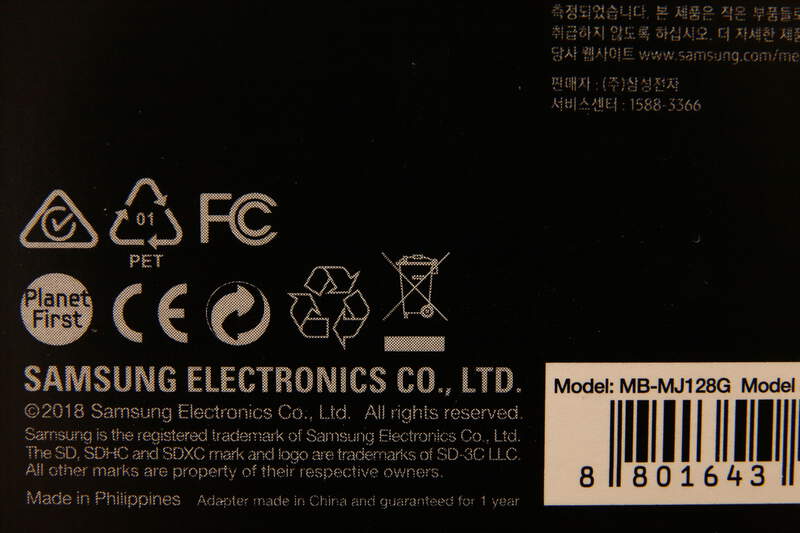 측정되었습니다. 본 제품은 작은 부품들로
취급하지 않도록 하십시오. 더 자세한 제품
당사 웹사이트 www.samsung.com/me
판매자 : (주)삼성전자
서비스센터 : 1588-3366
01
PET
FC
Planet
First™
CE
SAMSUNG ELECTRONICS CO., LTD.
©2018 Samsung Electronics Co., Ltd. All rights reserved.
Samsung is the registered trademark of Samsung Electronics Co., Ltd.
The SD, SDHC and SDXC mark and logo are trademarks of SD-3C LLC.
All other marks are property of their respective owners.
Made in Philippines Adapter made in China and guaranteed for 1 year
Model: MB-MJ128G Model
8 801643